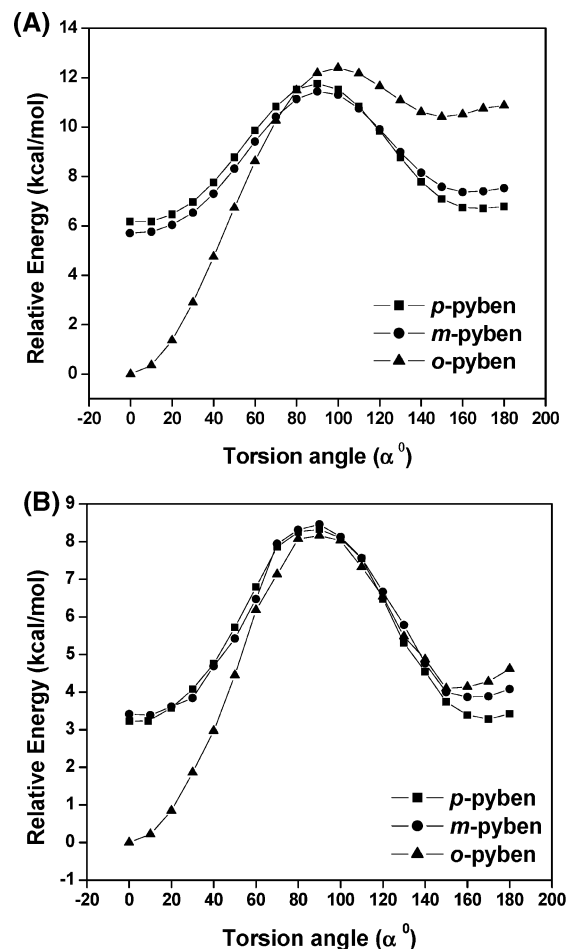 (A)
14
12
10
8
6
4
2
0
Relative Energy (kcal/mol)
p-pyben
m-pyben
o-pyben
-20 0 20 40 60 80 100 120 140 160 180 200
Torsion angle (α⁰)
(B)
9
8
7
6
5
4
3
2
1
0
-1
Relative Energy (kcal/mol)
p-pyben
m-pyben
o-pyben
-20 0 20 40 60 80 100 120 140 160 180 200
Torsion angle (α⁰)